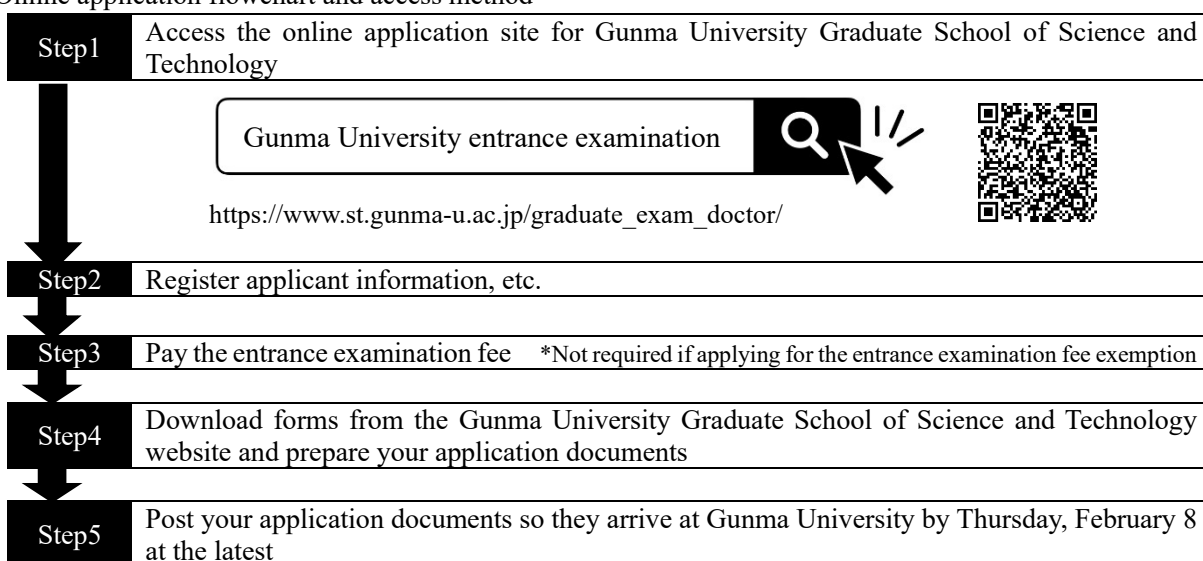 Online application flowchart and access method
Step1
Access the online application site for Gunma University Graduate School of Science and
Technology
Gunma University entrance examination
https://www.st.gunma-u.ac.jp/graduate_exam_doctor/
Step2
Register applicant information, etc.
Step3
Pay the entrance examination fee *Not required if applying for the entrance examination fee exemption
Step4
Download forms from the Gunma University Graduate School of Science and Technology
website and prepare your application documents
Step5
Post your application documents so they arrive at Gunma University by Thursday, February 8
at the latest